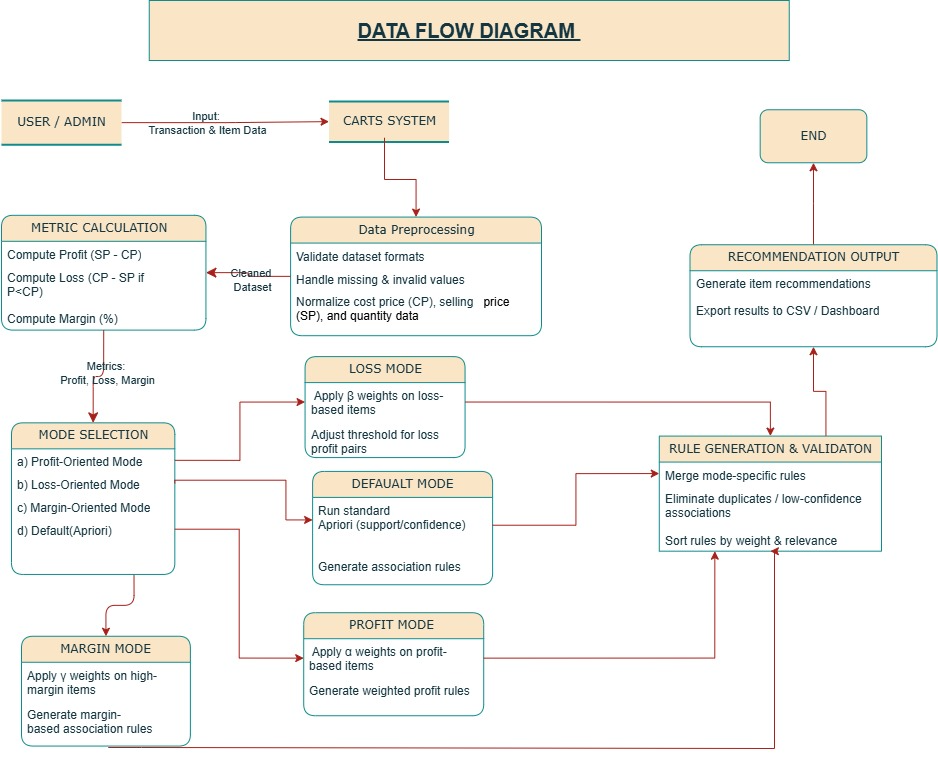 DATA FLOW DIAGRAM
USER / ADMIN
Input:
Transaction & Item Data
CARTS SYSTEM
END
METRIC CALCULATION
Compute Profit (SP - CP)
Compute Loss (CP - SP if
P<CP)
Compute Margin (%)
Cleaned
Dataset
Data Preprocessing
Validate dataset formats
Handle missing & invalid values
Normalize cost price (CP), selling price
(SP), and quantity data
RECOMMENDATION OUTPUT
Generate item recommendations
Export results to CSV / Dashboard
Metrics:
Profit, Loss, Margin
LOSS MODE
Apply β weights on loss-
based items
Adjust threshold for loss
profit pairs
MODE SELECTION
a) Profit-Oriented Mode
b) Loss-Oriented Mode
c) Margin-Oriented Mode
d) Default(Apriori)
DEFAUALT MODE
Run standard
Apriori (support/confidence)
Generate association rules
RULE GENERATION & VALIDATON
Merge mode-specific rules
Eliminate duplicates / low-confidence
associations
Sort rules by weight & relevance
PROFIT MODE
Apply α weights on profit-
based items
Generate weighted profit rules
MARGIN MODE
Apply γ weights on high-
margin items
Generate margin-
based association rules